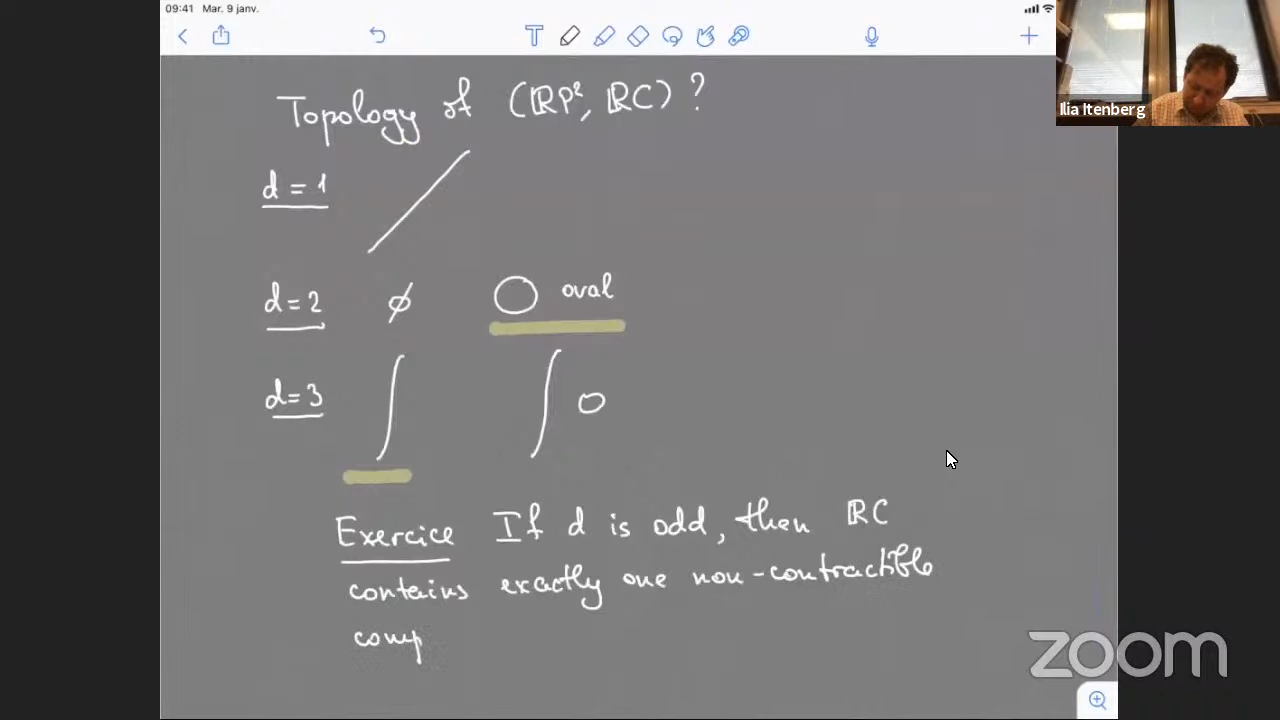 09:41 Mar. 9 janv.
Ilia Itenberg
Topology of (ℝP², ℝC) ?
d = 1
d = 2 ∅ oval
d = 3
Exercice If d is odd, then ℝC
contains exactly one non-contractible
comp
zoom